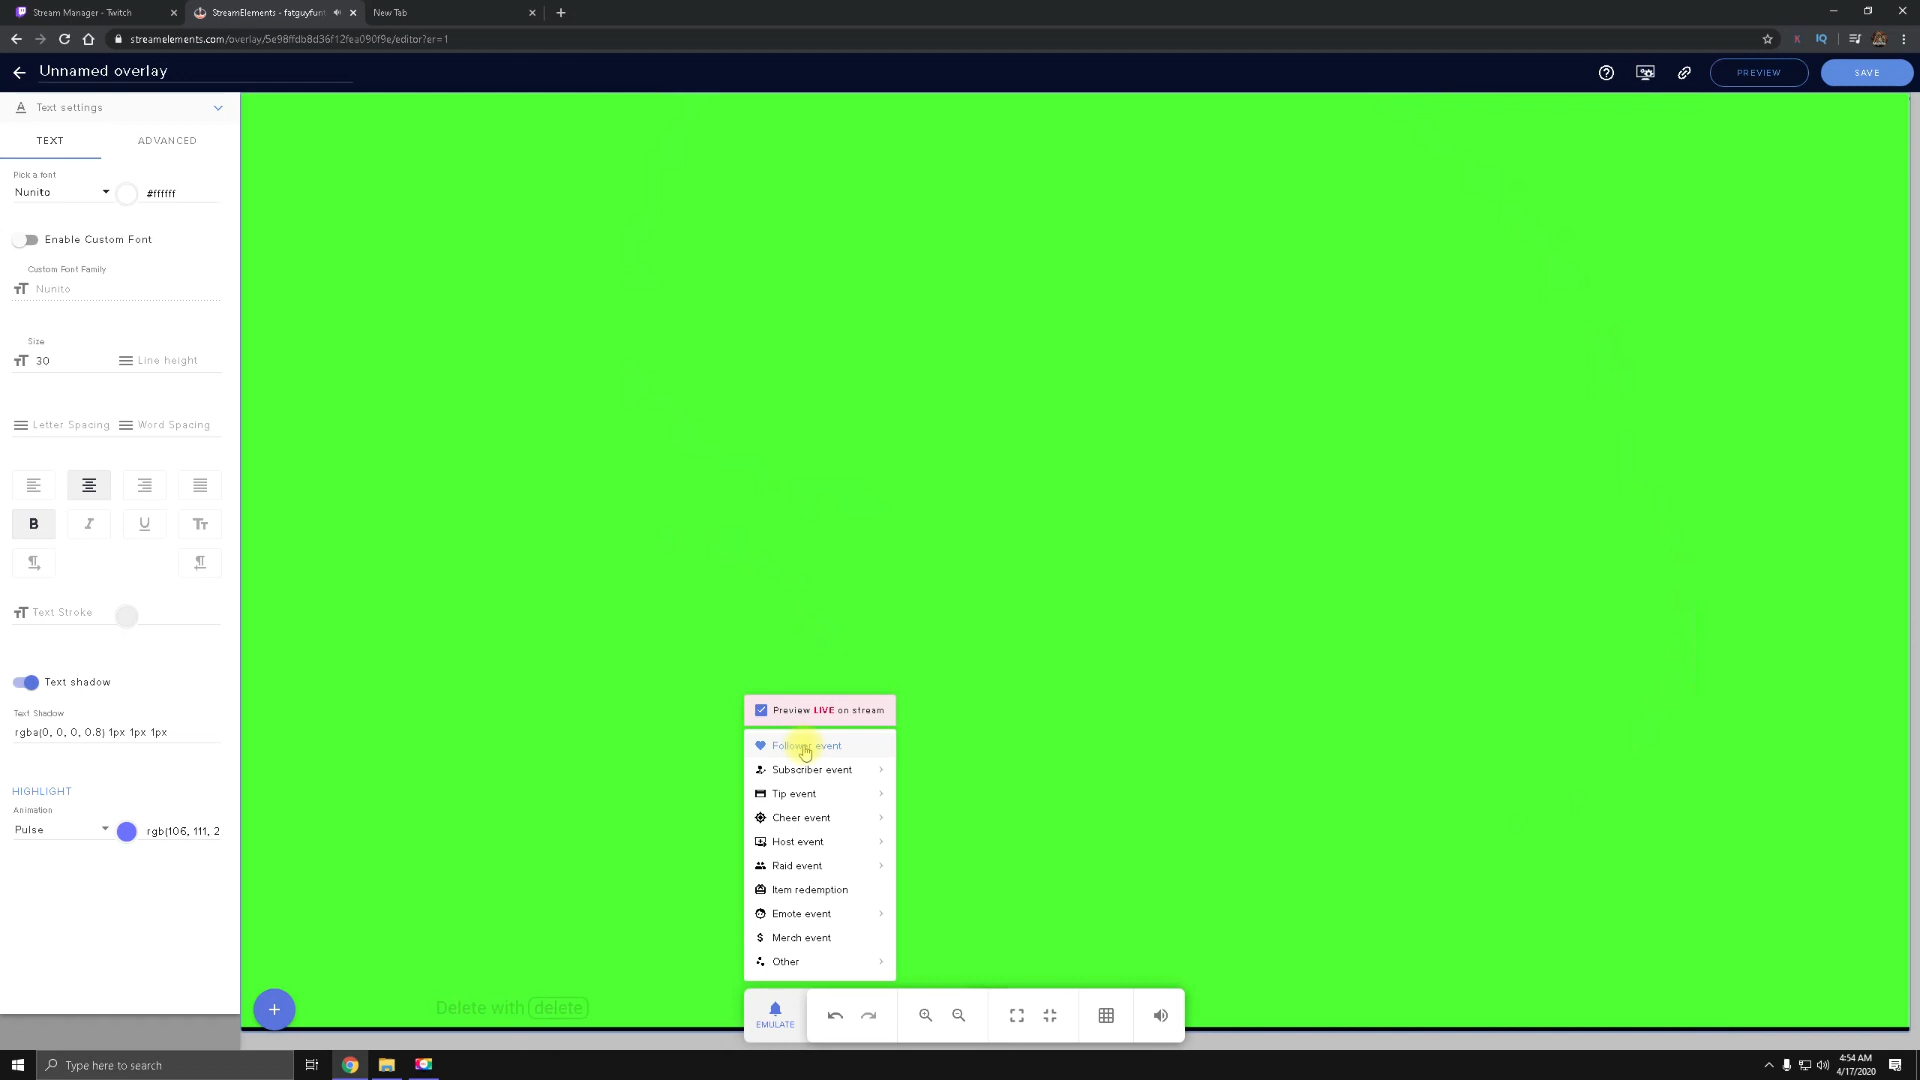 Stream Manager - Twitch
StreamElements - fatguyfunt
New Tab
streamelements.com/overlay/5e98ffdb8d36f12fea090f9e/editor?er=1
Unnamed overlay
PREVIEW
SAVE
Text settings
TEXT
ADVANCED
Pick a font
Nunito
#ffffff
Enable Custom Font
Custom Font Family
Nunito
Size
30
Line height
Letter Spacing
Word Spacing
Text Stroke
Text shadow
Text Shadow
rgba(0, 0, 0, 0.8) 1px 1px 1px
HIGHLIGHT
Animation
Pulse
rgb(106, 111, 2
Preview LIVE on stream
Follower event
Subscriber event
Tip event
Cheer event
Host event
Raid event
Item redemption
Emote event
Merch event
Other
Delete with delete
EMULATE
Type here to search
4:54 AM
4/17/2020